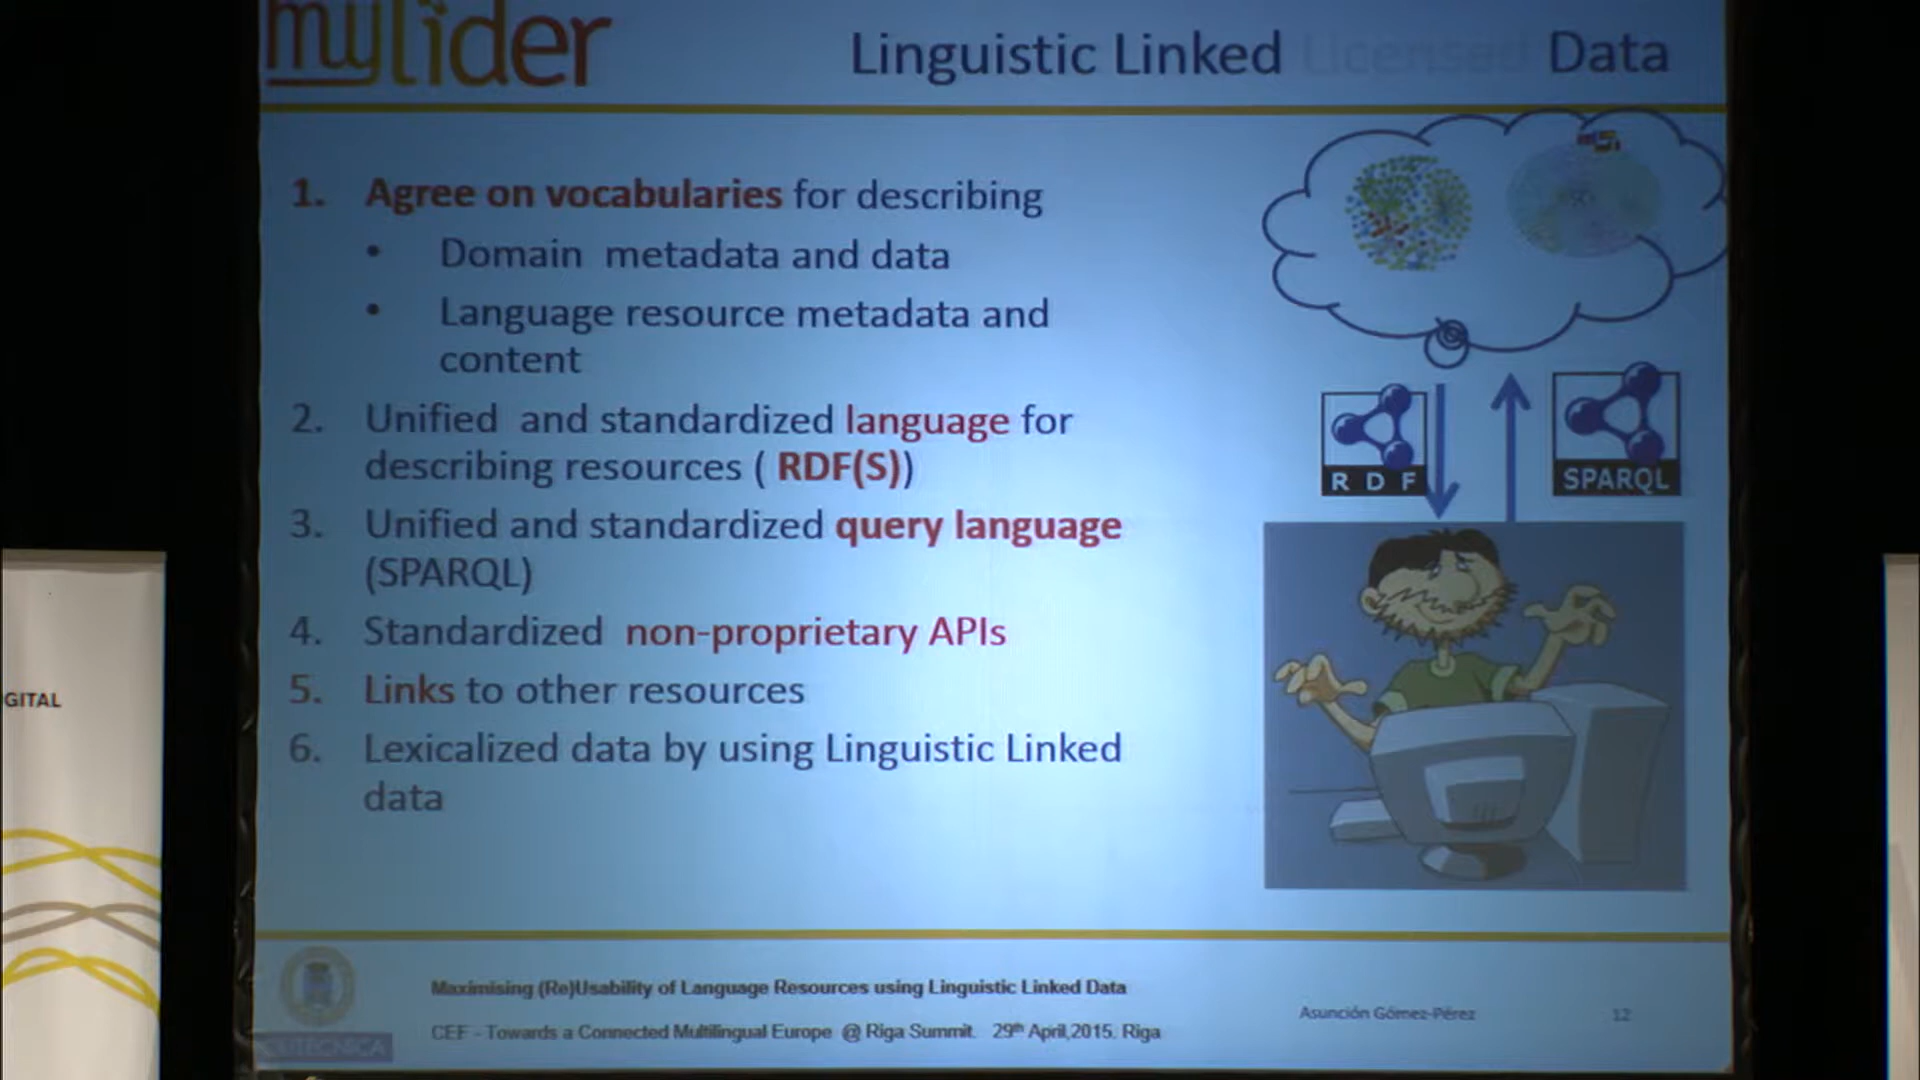 mylider
Linguistic Linked Licensed Data
1. Agree on vocabularies for describing
• Domain metadata and data
• Language resource metadata and
content
2. Unified and standardized language for
describing resources ( RDF(S))
3. Unified and standardized query language
(SPARQL)
4. Standardized non-proprietary APIs
5. Links to other resources
6. Lexicalized data by using Linguistic Linked
data
RDF
SPARQL
GITAL
Maximising (Re)Usability of Language Resources using Linguistic Linked Data
CEF - Towards a Connected Multilingual Europe @ Riga Summit. 29th April,2015. Riga
Asunción Gómez-Pérez
12